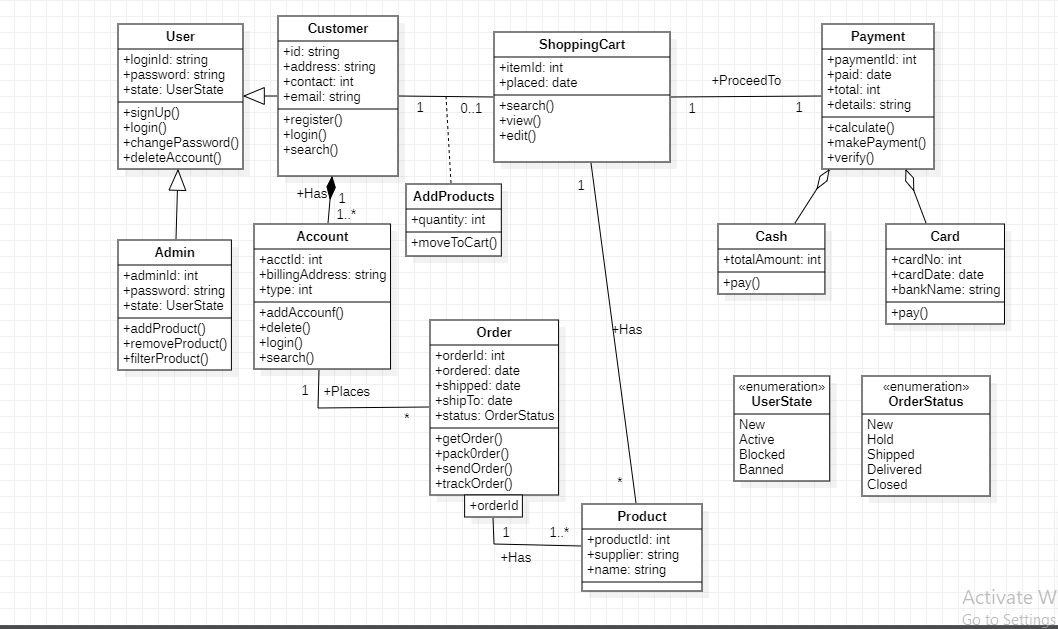 User
+loginId: string
+password: string
+state: UserState
+signUp()
+login()
+changePassword()
+deleteAccount()
Customer
+id: string
+address: string
+contact: int
+email: string
+register()
+login()
+search()
1
0..1
ShoppingCart
+itemId: int
+placed: date
+search()
+view()
+edit()
+ProceedTo
1
1
Payment
+paymentId: int
+paid: date
+total: int
+details: string
+calculate()
+makePayment()
+verify()
+Has
1
1..*
AddProducts
+quantity: int
+moveToCart()
1
+Has
*
Admin
+adminId: int
+password: string
+state: UserState
+addProduct()
+removeProduct()
+filterProduct()
Account
+acctId: int
+billingAddress: string
+type: int
+addAccounf()
+delete()
+login()
+search()
1
+Places
*
Cash
+totalAmount: int
+pay()
Card
+cardNo: int
+cardDate: date
+bankName: string
+pay()
Order
+orderId: int
+ordered: date
+shipped: date
+shipTo: date
+status: OrderStatus
+getOrder()
+pack0rder()
+sendOrder()
+trackOrder()
+orderId
1
1..*
+Has
Product
+productId: int
+supplier: string
+name: string
«enumeration»
UserState
New
Active
Blocked
Banned
«enumeration»
OrderStatus
New
Hold
Shipped
Delivered
Closed
Activate W
Go to Settings